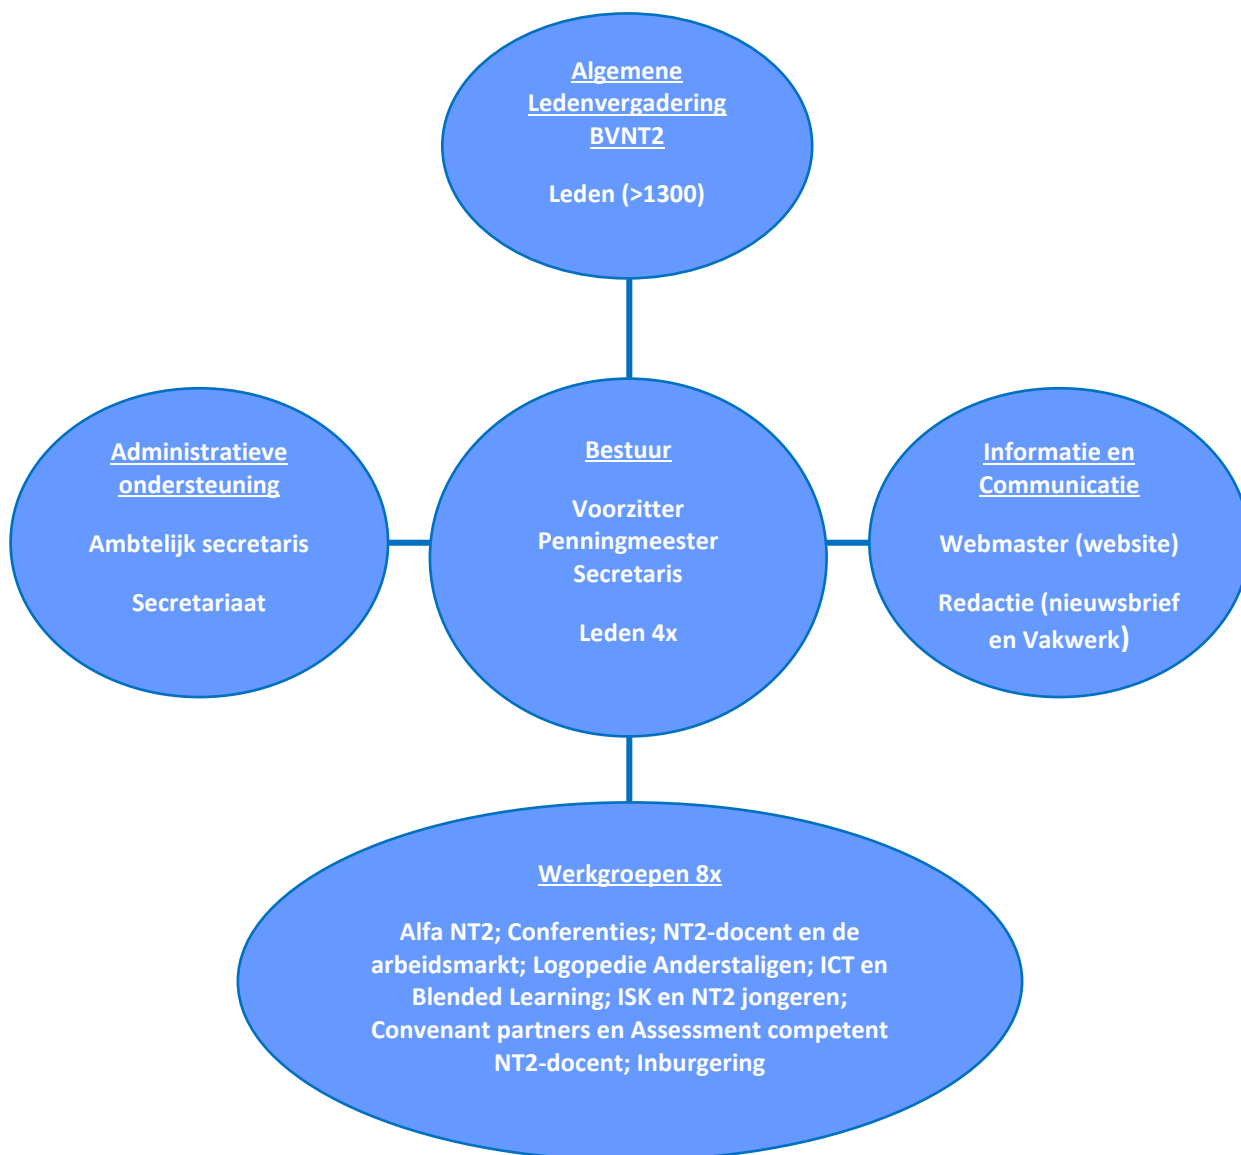 Algemene
Ledenvergadering
BVNT2
Leden (>1300)
Administratieve
ondersteuning
Ambtelijk secretaris
Secretariaat
Bestuur
Voorzitter
Penningmeester
Secretaris
Leden 4x
Informatie en
Communicatie
Webmaster (website)
Redactie (nieuwsbrief
en Vakwerk)
Werkgroepen 8x
Alfa NT2; Conferenties; NT2-docent en de
arbeidsmarkt; Logopedie Anderstaligen; ICT en
Blended Learning; ISK en NT2 jongeren;
Convenant partners en Assessment competent
NT2-docent; Inburgering